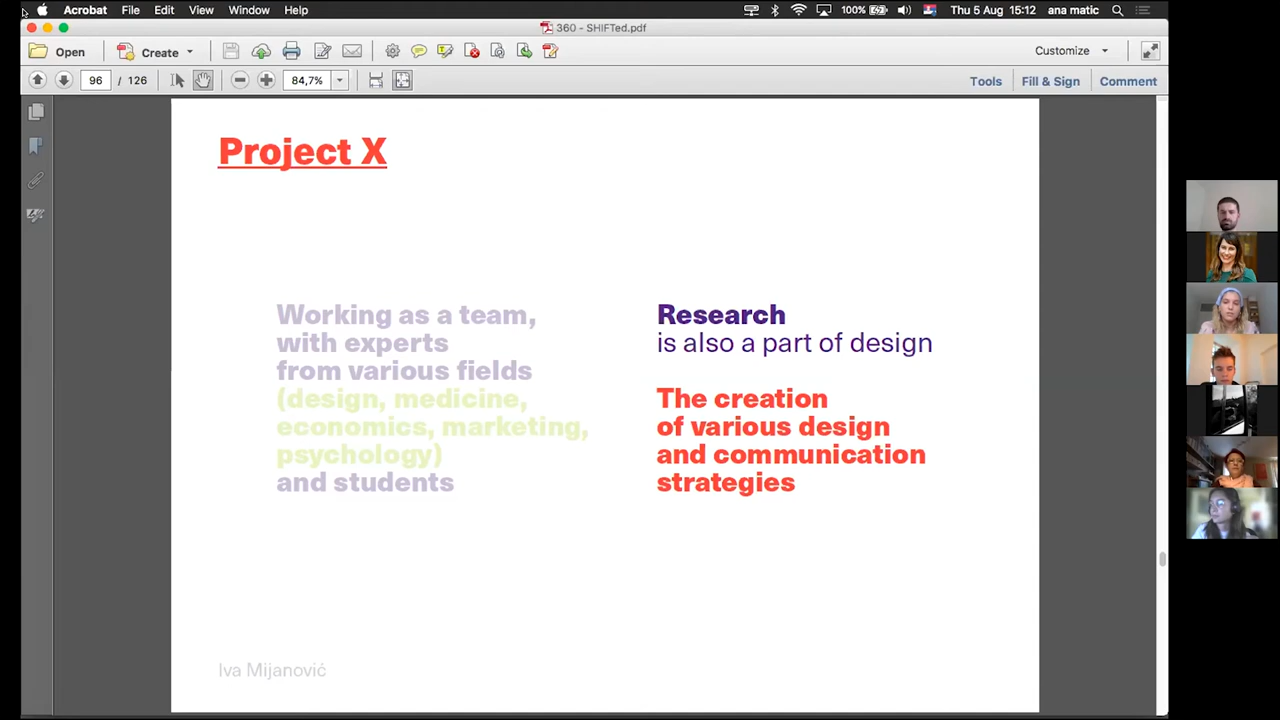 Acrobat File Edit View Window Help 100% Thu 5 Aug 15:12 ana matic
360 - SHIFTed.pdf
Open Create Customize
96 / 126 84,7% Tools Fill & Sign Comment
Project X
Working as a team,
with experts
from various fields
(design, medicine,
economics, marketing,
psychology)
and students
Research
is also a part of design
The creation
of various design
and communication
strategies
Iva Mijanović